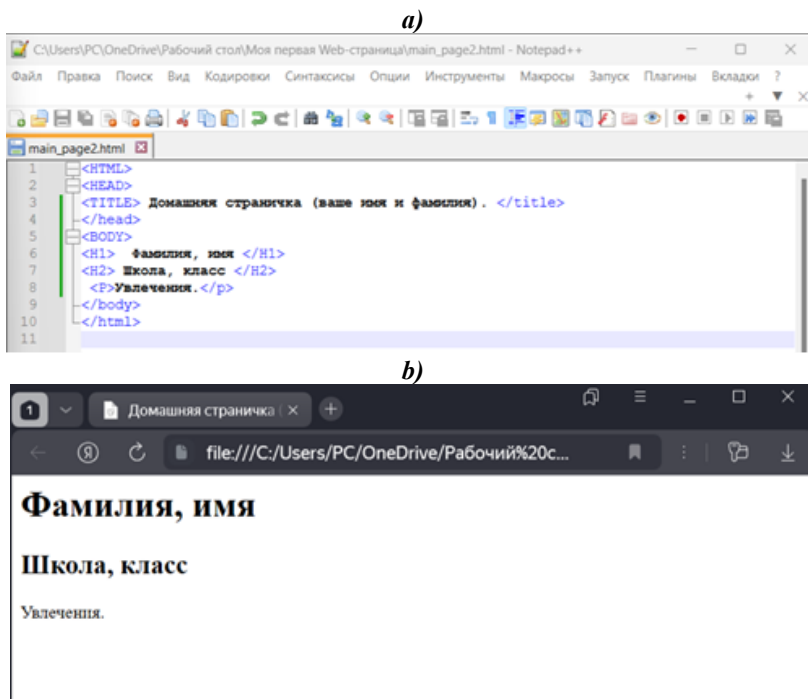 a)
C:\Users\PC\OneDrive\Рабочий стол\Моя первая Web-страница\main_page2.html - Notepad++
Файл Правка Поиск Вид Кодировки Синтаксисы Опции Инструменты Макросы Запуск Плагины Вкладки ?
main_page2.html
1 <HTML>
2 <HEAD>
3 <TITLE> Домашняя страничка (ваше имя и фамилия). </title>
4 </head>
5 <BODY>
6 <H1>  Фамилия, имя </H1>
7 <H2> Школа, класс </H2>
8 <P>Увлечения.</p>
9 </body>
10 </html>
11
b)
1 Домашняя страничка (
file:///C:/Users/PC/OneDrive/Рабочий%20с...
Фамилия, имя
Школа, класс
Увлечения.